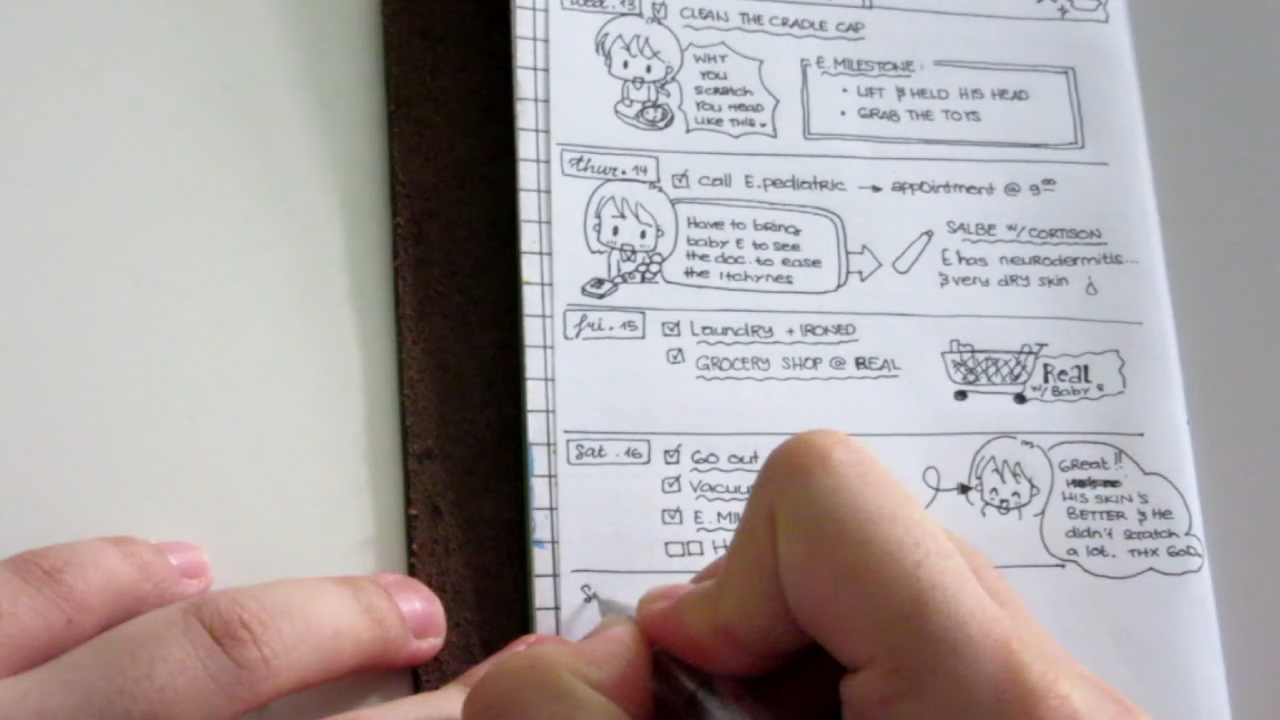 Wed. 13
CLEAN THE CRADLE CAP
WHY
YOU
SCRATCH
YOU HEAD
LIKE THIS
E. MILESTONE:
• LIFT & HELD HIS HEAD
• GRAB THE TOYS
thur. 14
call E. pediatric → appointment @ 9⁰⁰
Have to bring
baby E to see
the doc. to ease
the itchynes
SALBE W/ CORTISON
E has neurodermitis...
& very dry skin
fri. 15
Laundry + IRONED
GROCERY SHOP @ REAL
Real
w/ Baby
Sat. 16
Go out
Vacuu
E. MI
H
Great!!
HIS SKIN'S
BETTER & He
didn't scratch
a lot. THX GOD.
S